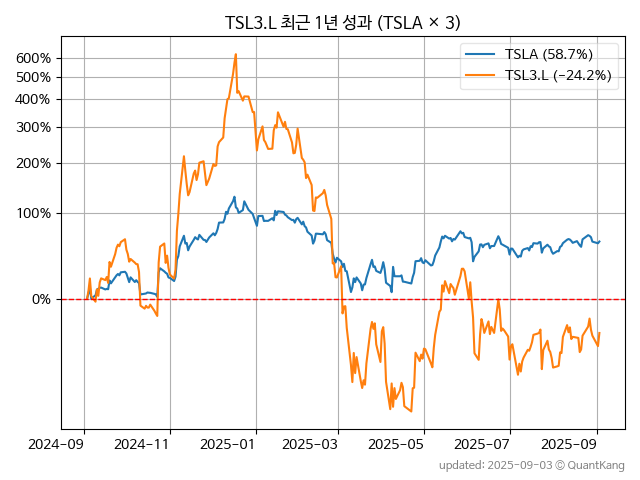 TSL3.L 최근 1년 성과 (TSLA × 3)
TSLA (58.7%)
TSL3.L (−24.2%)
600%
500%
400%
300%
200%
100%
0%
2024-09 2024-11 2025-01 2025-03 2025-05 2025-07 2025-09
updated: 2025-09-03 © QuantKang